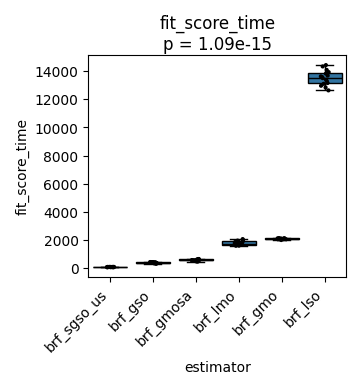 fit_score_time
p = 1.09e-15
fit_score_time
14000
12000
10000
8000
6000
4000
2000
0
brf_sgso_us
brf_gso
brf_gmosa
brf_lmo
brf_gmo
brf_lso
estimator